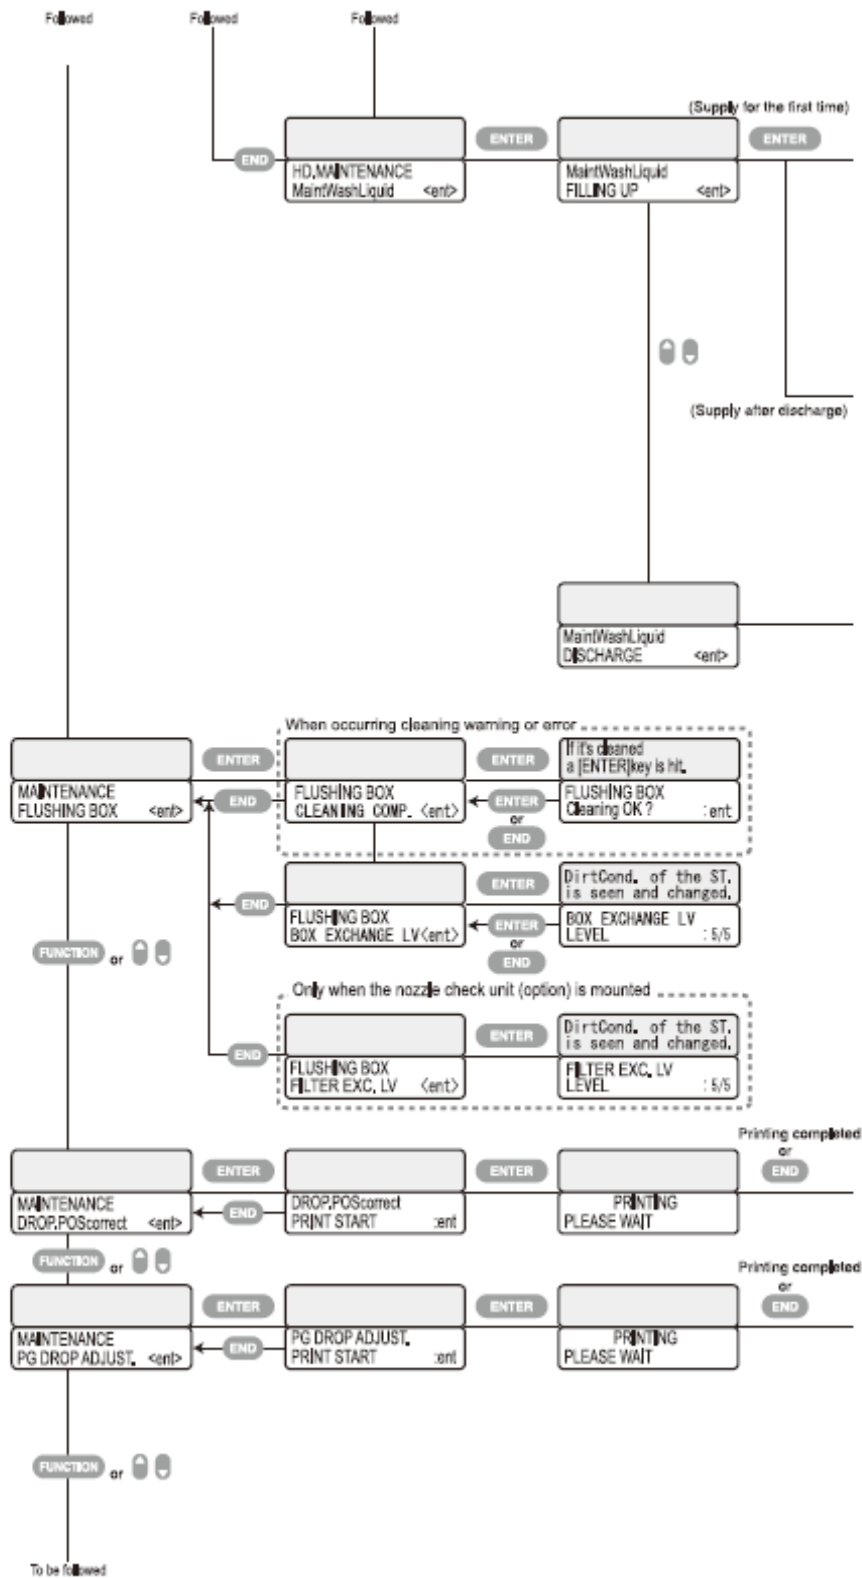 Followed
Followed
Followed
(Supply for the first time)
ENTER
ENTER
END
HD.MAINTENANCE
MaintWashLiquid <ent>
MaintWashLiquid
FILLING UP <ent>
(Supply after discharge)
MaintWashLiquid
DISCHARGE <ent>
When occurring cleaning warning or error
ENTER
ENTER
If it's cleaned
a [ENTER]key is hit.
MAINTENANCE
FLUSHING BOX <ent>
END
FLUSHING BOX
CLEANING COMP. <ent>
ENTER
or
END
FLUSHING BOX
Cleaning OK ? :ent
ENTER
DirtCond. of the ST.
is seen and changed.
END
FLUSHING BOX
BOX EXCHANGE LV<ent>
ENTER
or
END
BOX EXCHANGE LV
LEVEL :5/5
FUNCTION or
Only when the nozzle check unit (option) is mounted
ENTER
DirtCond. of the ST.
is seen and changed.
END
FLUSHING BOX
FILTER EXC. LV <ent>
FILTER EXC. LV
LEVEL :5/5
Printing completed
or
END
ENTER
ENTER
MAINTENANCE
DROP.POScorrect <ent>
END
DROP.POScorrect
PRINT START :ent
PRINTING
PLEASE WAIT
FUNCTION or
Printing completed
or
END
ENTER
ENTER
MAINTENANCE
PG DROP ADJUST. <ent>
END
PG DROP ADJUST.
PRINT START :ent
PRINTING
PLEASE WAIT
FUNCTION or
To be followed